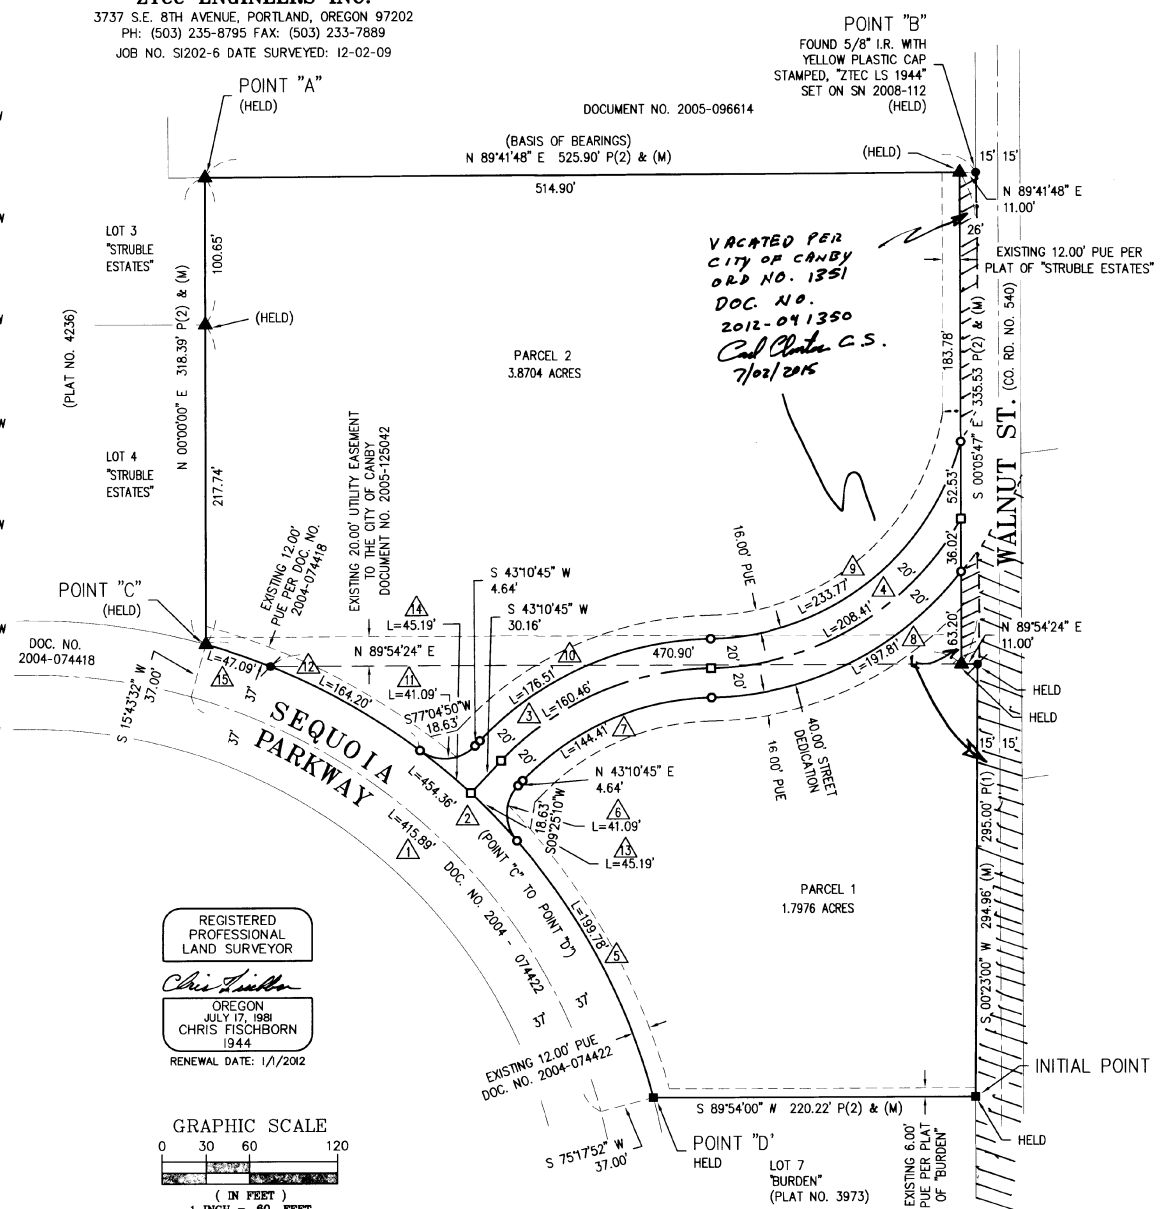 ZTec ENGINEERS INC.
3737 S.E. 8TH AVENUE, PORTLAND, OREGON 97202
PH: (503) 235-8795 FAX: (503) 233-7889
JOB NO. S1202-6 DATE SURVEYED: 12-02-09
POINT "A"
(HELD)
POINT "B"
FOUND 5/8" I.R. WITH
YELLOW PLASTIC CAP
STAMPED, "ZTEC LS 1944"
SET ON SN 2008-112
(HELD)
DOCUMENT NO. 2005-096614
(BASIS OF BEARINGS)
N 89°41'48" E 525.90' P(2) & (M)
514.90'
(HELD)
15' 15'
N 89°41'48" E
11.00'
26'
EXISTING 12.00' PUE PER
PLAT OF "STRUBLE ESTATES"
LOT 3
"STRUBLE
ESTATES"
100.65'
N 00°00'00" E 318.39' P(2) & (M)
(HELD)
(PLAT NO. 4236)
LOT 4
"STRUBLE
ESTATES"
217.74'
VACATED PER
CITY OF CANBY
ORD NO. 1351
DOC. NO.
2012-041350
C.S.
7/02/2015
PARCEL 2
3.8704 ACRES
183.78'
S 00°05'47" E 335.53 P(2) & (M)
WALNUT ST. (CO. RD. NO. 540)
52.53'
36.02'
63.20'
EXISTING 20.00' UTILITY EASEMENT
TO THE CITY OF CANBY
DOCUMENT NO. 2005-125042
EXISTING 12.00'
PUE PER DOC. NO.
2004-074418
POINT "C"
(HELD)
DOC. NO.
2004-074418
S 15°43'32" W
37.00'
L=47.09'
15
12
L=164.20'
37'
37'
14
L=45.19'
S 43°10'45" W
4.64'
S 43°10'45" W
30.16'
N 89°54'24" E
470.90'
11
L=41.09'
S77°04'50"W
18.63'
10
L=176.51'
3
L=160.46'
20'
20'
7
L=144.41'
16.00' PUE
9
L=233.77'
4
L=208.41'
20'
20'
8
L=197.81'
20'
20'
16.00' PUE
40.00' STREET
DEDICATION
N 89°54'24" E
11.00'
HELD
HELD
15' 15'
SEQUOIA
PARKWAY
L=454.36'
2
L=415.89'
1
N 43°10'45" E
4.64'
18.63'
S09°25'10"W
6
L=41.09'
13
L=45.19'
(POINT "C" TO POINT "D")
DOC. NO. 2004 - 074422
L=199.78'
5
37'
37'
PARCEL 1
1.7976 ACRES
S 00°23'00" W 294.96' (M) 295.00' P(1)
REGISTERED
PROFESSIONAL
LAND SURVEYOR
Chris Fischborn
OREGON
JULY 17, 1981
CHRIS FISCHBORN
1944
RENEWAL DATE: 1/1/2012
EXISTING 12.00' PUE
DOC. NO. 2004-074422
INITIAL POINT
HELD
S 89°54'00" W 220.22' P(2) & (M)
S 75°17'52" W
37.00'
POINT "D'
HELD
LOT 7
"BURDEN"
(PLAT NO. 3973)
EXISTING 6.00'
PUE PER PLAT
OF "BURDEN"
GRAPHIC SCALE
0 30 60 120
( IN FEET )
1 INCH = 60 FEET